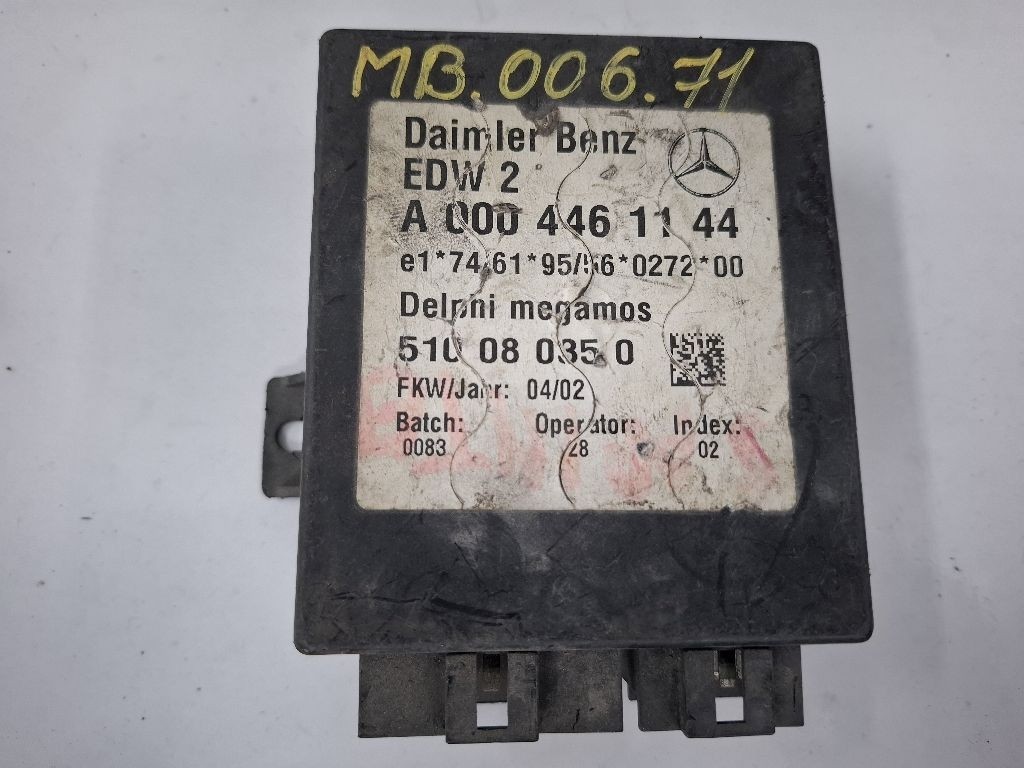 MB.006.71
Daimler Benz
EDW 2
A 000 446 11 44
e1*74/61*95/56*0272*00
Delphi megamos
510 08 035 0
FKW/Jahr: 04/02
Batch: Operator: Index:
0083 28 02